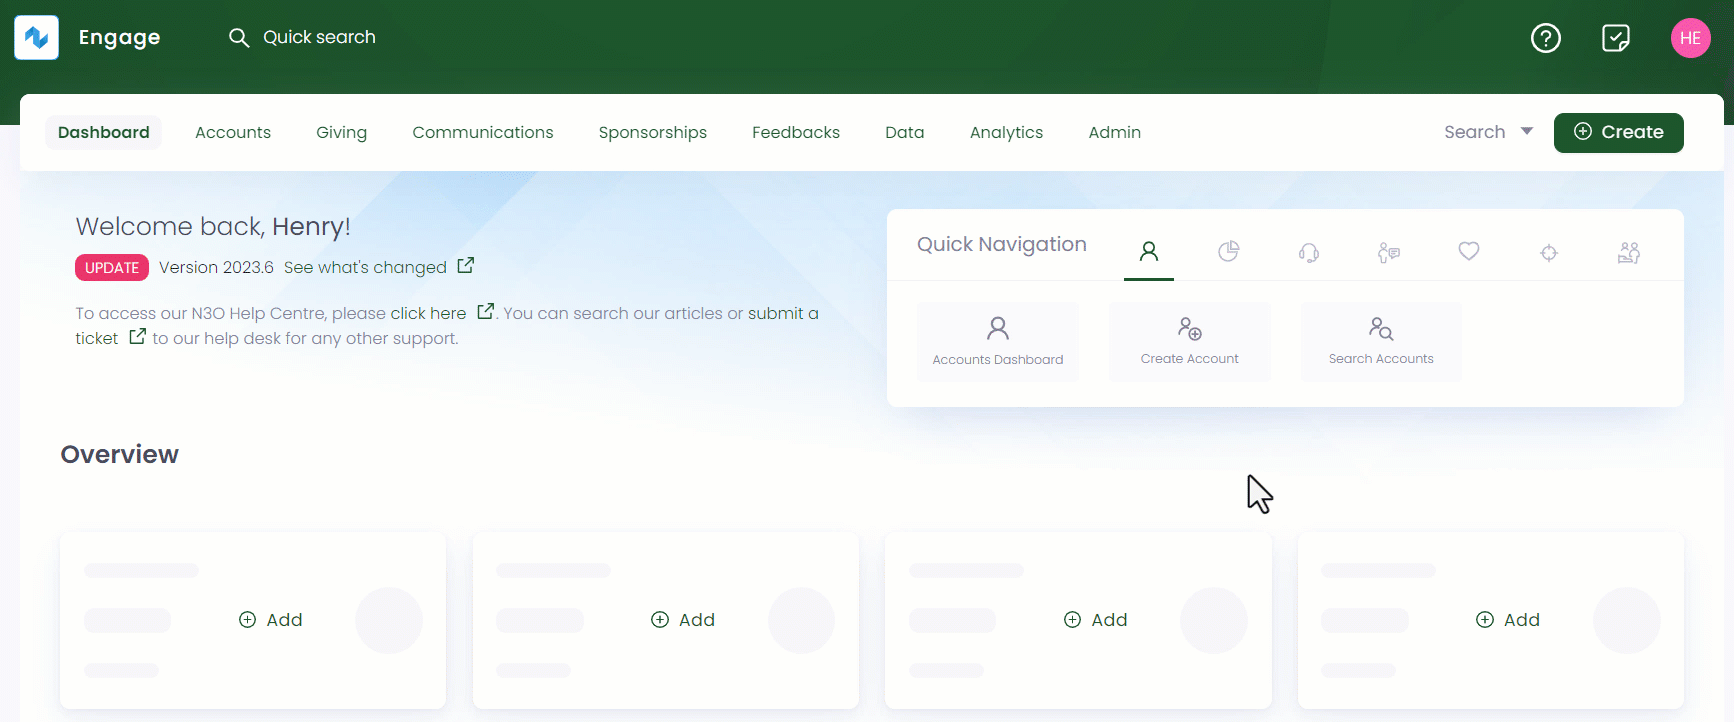 Engage
Quick search
HE
Dashboard Accounts Giving Communications Sponsorships Feedbacks Data Analytics Admin Search Create
Welcome back, Henry!
UPDATE Version 2023.6 See what's changed
To access our N3O Help Centre, please click here . You can search our articles or submit a
ticket to our help desk for any other support.
Quick Navigation
Accounts Dashboard
Create Account
Search Accounts
Overview
Add
Add
Add
Add